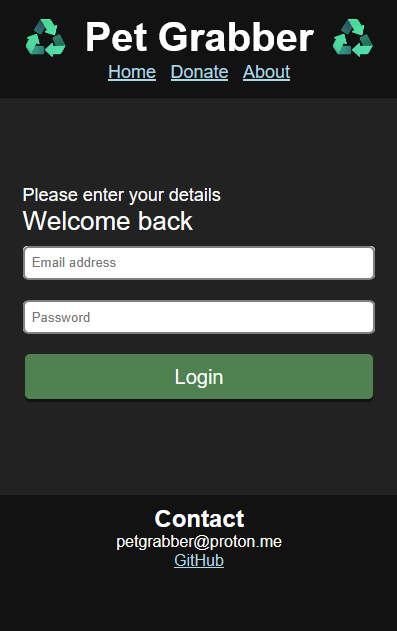 Pet Grabber
Home Donate About
Please enter your details
Welcome back
Email address
Password
Login
Contact
petgrabber@proton.me
GitHub